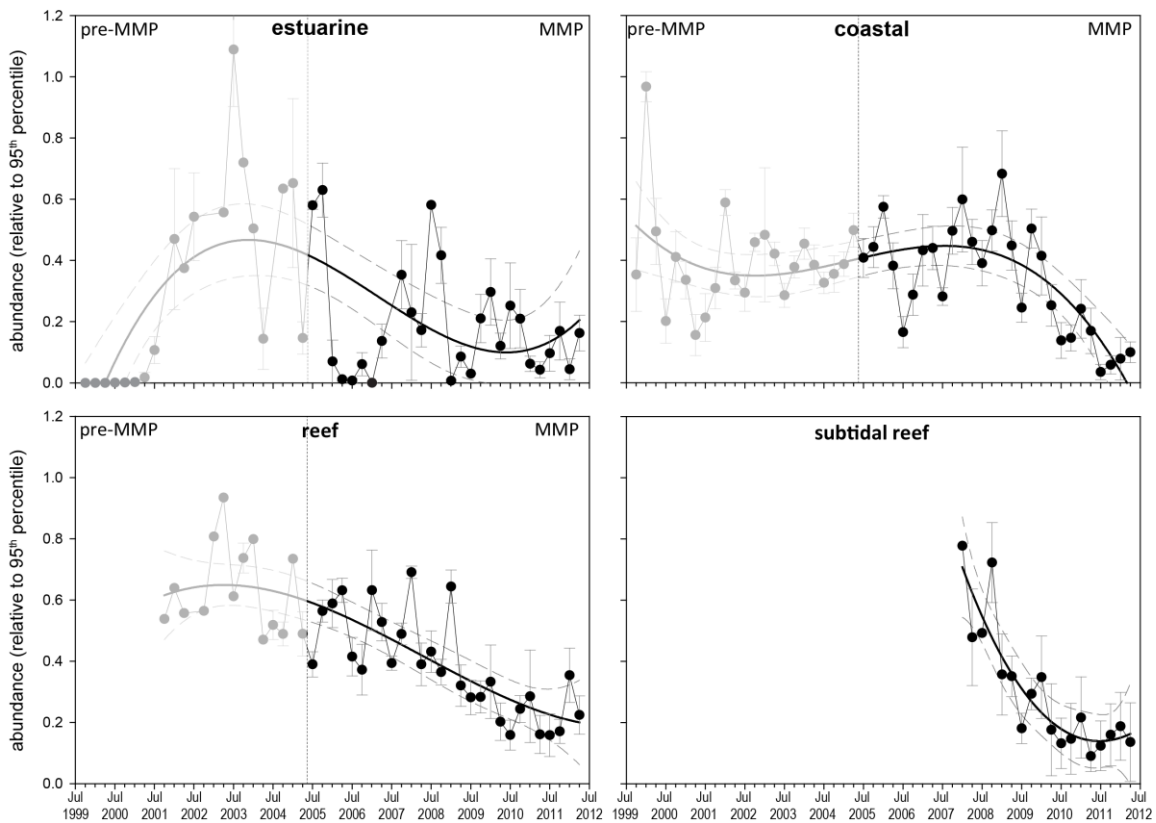 pre-MMP estuarine MMP
pre-MMP coastal MMP
abundance (relative to 95th percentile)
1.2
1.0
0.8
0.6
0.4
0.2
0.0
Jul Jul Jul Jul Jul Jul Jul Jul Jul Jul Jul Jul Jul Jul
1999 2000 2001 2002 2003 2004 2005 2006 2007 2008 2009 2010 2011 2012
pre-MMP reef MMP
subtidal reef
abundance (relative to 95th percentile)
1.2
1.0
0.8
0.6
0.4
0.2
0.0
Jul Jul Jul Jul Jul Jul Jul Jul Jul Jul Jul Jul Jul Jul
1999 2000 2001 2002 2003 2004 2005 2006 2007 2008 2009 2010 2011 2012